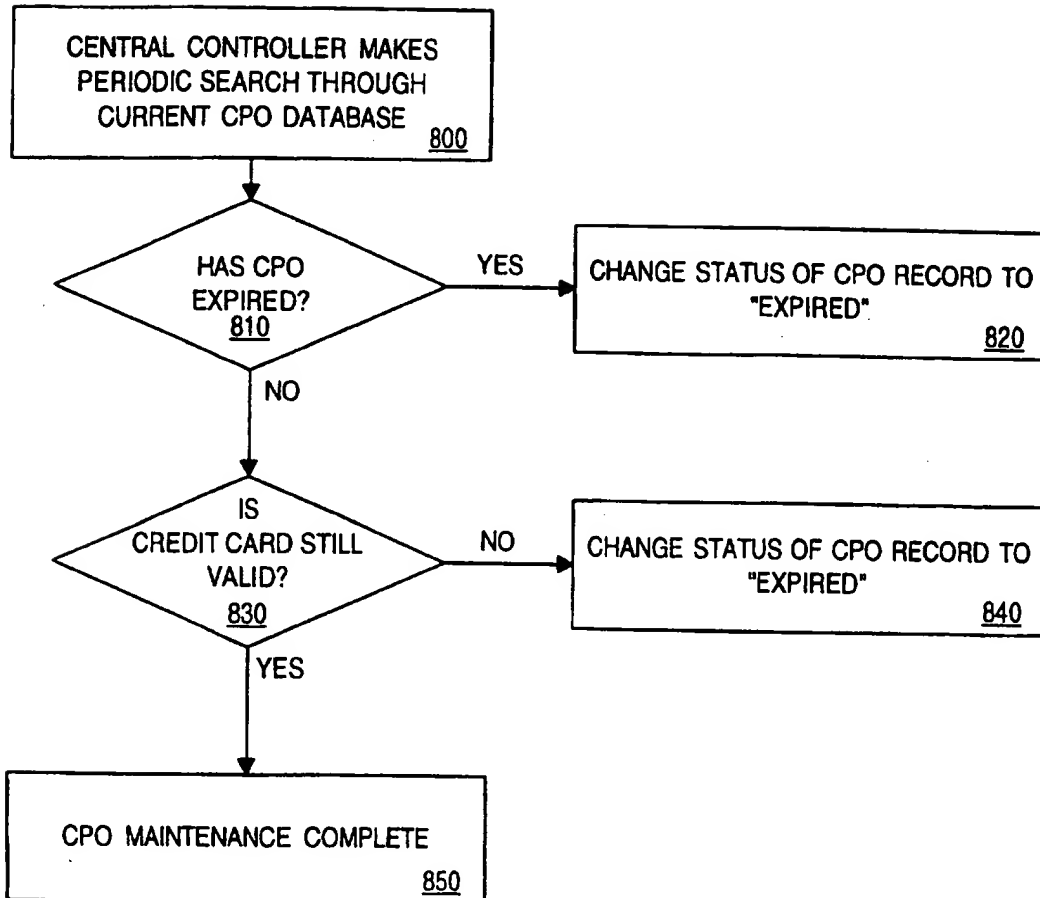 CENTRAL CONTROLLER MAKES
PERIODIC SEARCH THROUGH
CURRENT CPO DATABASE
800
HAS CPO
EXPIRED?
810
YES
CHANGE STATUS OF CPO RECORD TO
"EXPIRED"
820
NO
IS
CREDIT CARD STILL
VALID?
830
NO
CHANGE STATUS OF CPO RECORD TO
"EXPIRED"
840
YES
CPO MAINTENANCE COMPLETE
850